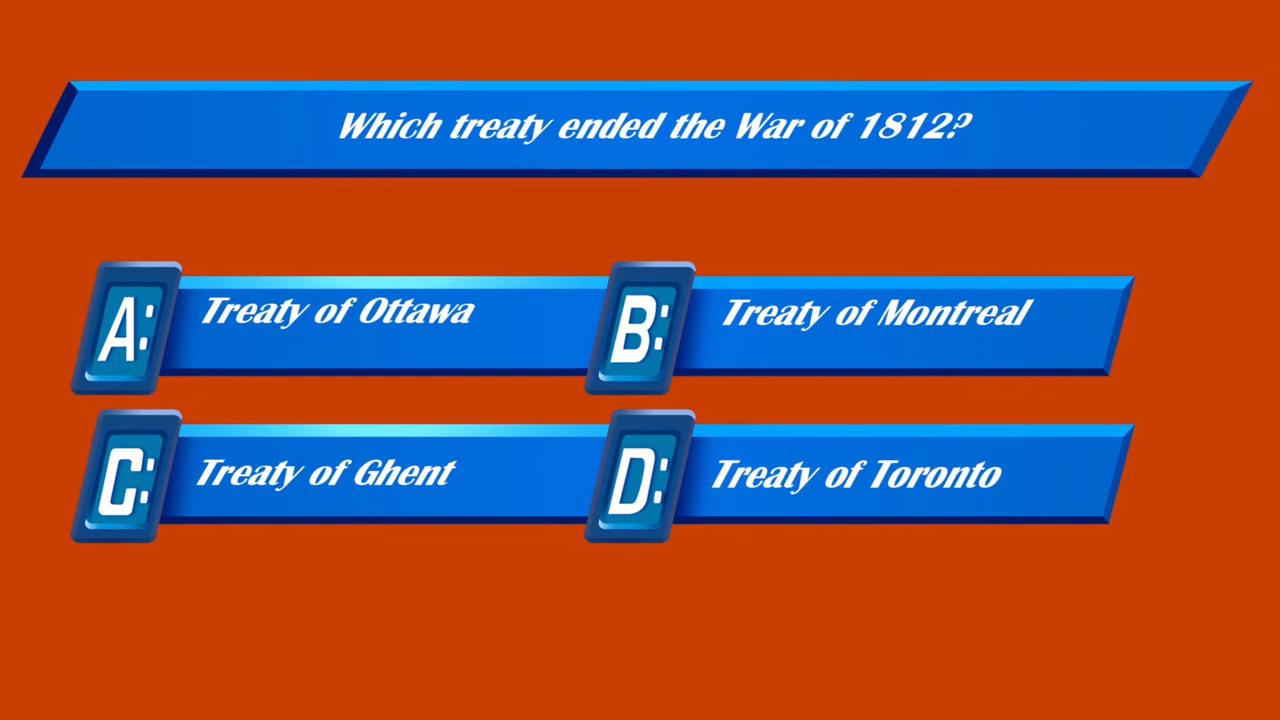 Which treaty ended the War of 1812?
A: Treaty of Ottawa
B: Treaty of Montreal
C: Treaty of Ghent
D: Treaty of Toronto